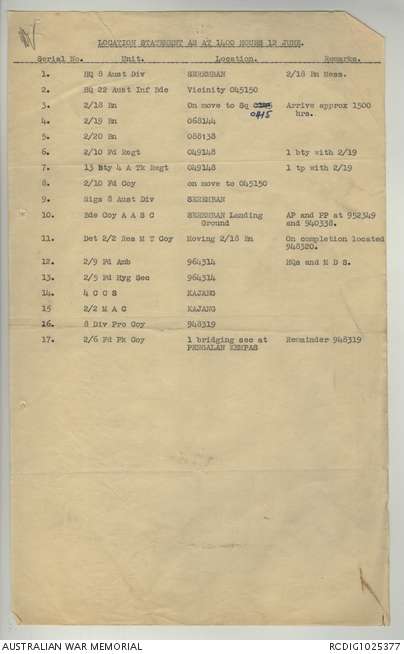 LOCATION STATEMENT AS AT 1400 HOURS 12 JUNE.
Serial No. Unit. Location. Remarks.
1. HQ 8 Aust Div SEREMBAN 2/18 Bn Mess.
2. HQ 22 Aust Inf Bde Vicinity 045150
3. 2/18 Bn On move to Sq 0415 Arrive approx 1500 hrs.
4. 2/19 Bn 068144
5. 2/20 Bn 088138
6. 2/10 Fd Regt 049148 1 bty with 2/19
7. 13 Bty 4 A Tk Regt 049148 1 tp with 2/19
8. 2/10 Fd Coy on move to 045150
9. Sigs 8 Aust Div SEREMBAN
10. Bde Coy A A S C SEREMBAN Landing Ground AP and PP at 952349 and 940338.
11. Det 2/2 Res M T Coy Moving 2/18 Bn On completion located 948320.
12. 2/9 Fd Amb 964314 HQs and M D S.
13. 2/5 Fd Hyg Sec 964314
14. 4 C C S KAJANG
15 2/2 M A C KAJANG
16. 8 Div Pro Coy 948319
17. 2/6 Fd Pk Coy 1 bridging sec at PENGALAN KEMPAS Remainder 948319
AUSTRALIAN WAR MEMORIAL RCDIG1025377